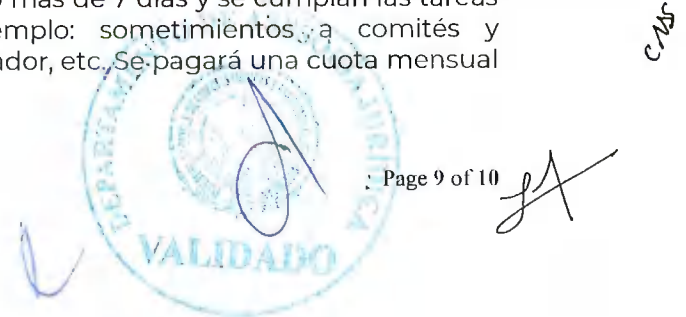 más de 7 días y se cumplan las tareas
emplo: sometimientos a comités y
ador, etc. Se pagará una cuota mensual
Page 9 of 10
VALIDADO